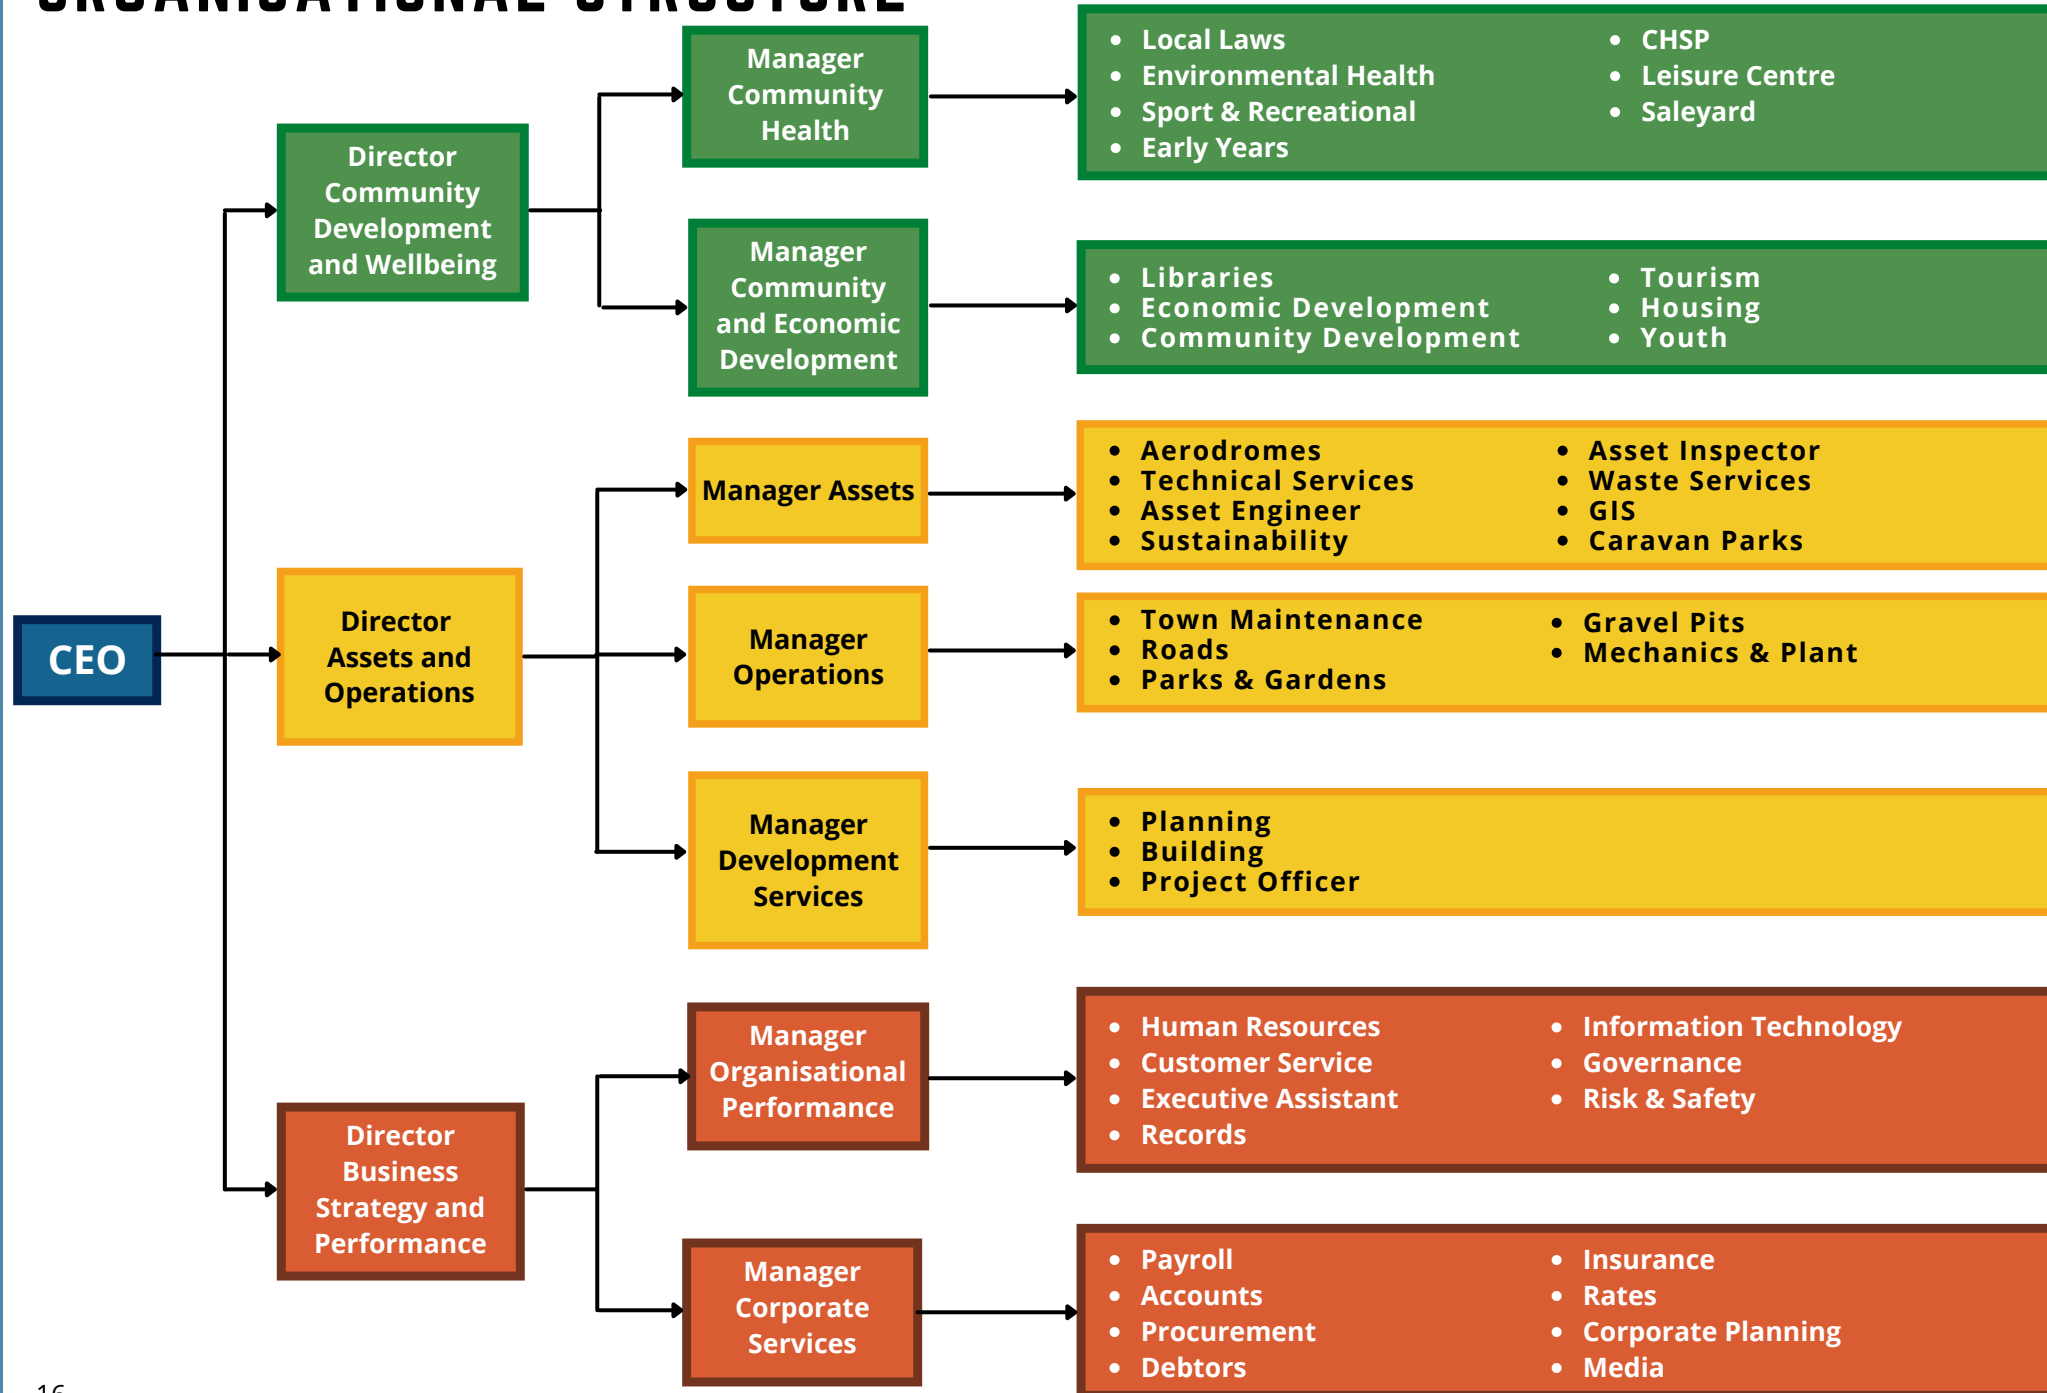 ORGANISATIONAL STRUCTURE
CEO
Director
Community
Development
and Wellbeing
Manager
Community
Health
Local Laws
Environmental Health
Sport & Recreational
Early Years
CHSP
Leisure Centre
Saleyard
Manager
Community
and Economic
Development
Libraries
Economic Development
Community Development
Tourism
Housing
Youth
Director
Assets and
Operations
Manager Assets
Aerodromes
Technical Services
Asset Engineer
Sustainability
Asset Inspector
Waste Services
GIS
Caravan Parks
Manager
Operations
Town Maintenance
Roads
Parks & Gardens
Gravel Pits
Mechanics & Plant
Manager
Development
Services
Planning
Building
Project Officer
Director
Business
Strategy and
Performance
Manager
Organisational
Performance
Human Resources
Customer Service
Executive Assistant
Records
Information Technology
Governance
Risk & Safety
Manager
Corporate
Services
Payroll
Accounts
Procurement
Debtors
Insurance
Rates
Corporate Planning
Media
16